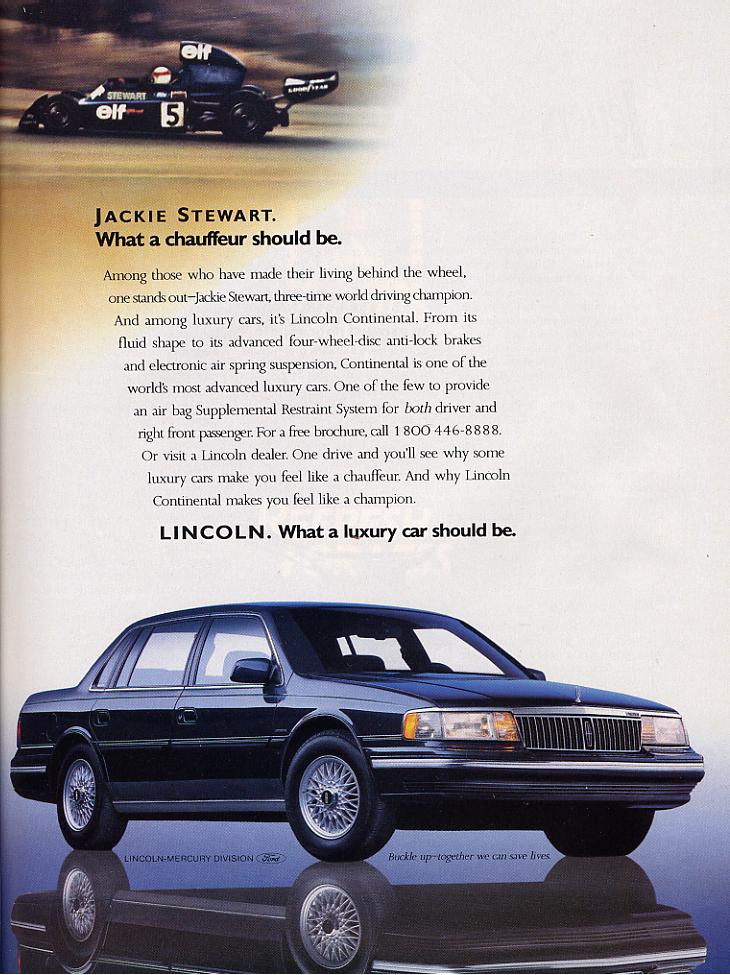 elf
STEWART
elf
5
GOODYEAR
JACKIE STEWART.
What a chauffeur should be.
Among those who have made their living behind the wheel,
one stands out—Jackie Stewart, three-time world driving champion.
And among luxury cars, it's Lincoln Continental. From its
fluid shape to its advanced four-wheel-disc anti-lock brakes
and electronic air spring suspension, Continental is one of the
world's most advanced luxury cars. One of the few to provide
an air bag Supplemental Restraint System for both driver and
right front passenger. For a free brochure, call 1 800 446-8888.
Or visit a Lincoln dealer. One drive and you'll see why some
luxury cars make you feel like a chauffeur. And why Lincoln
Continental makes you feel like a champion.
LINCOLN. What a luxury car should be.
LINCOLN-MERCURY DIVISION Ford
Buckle up—together we can save lives.